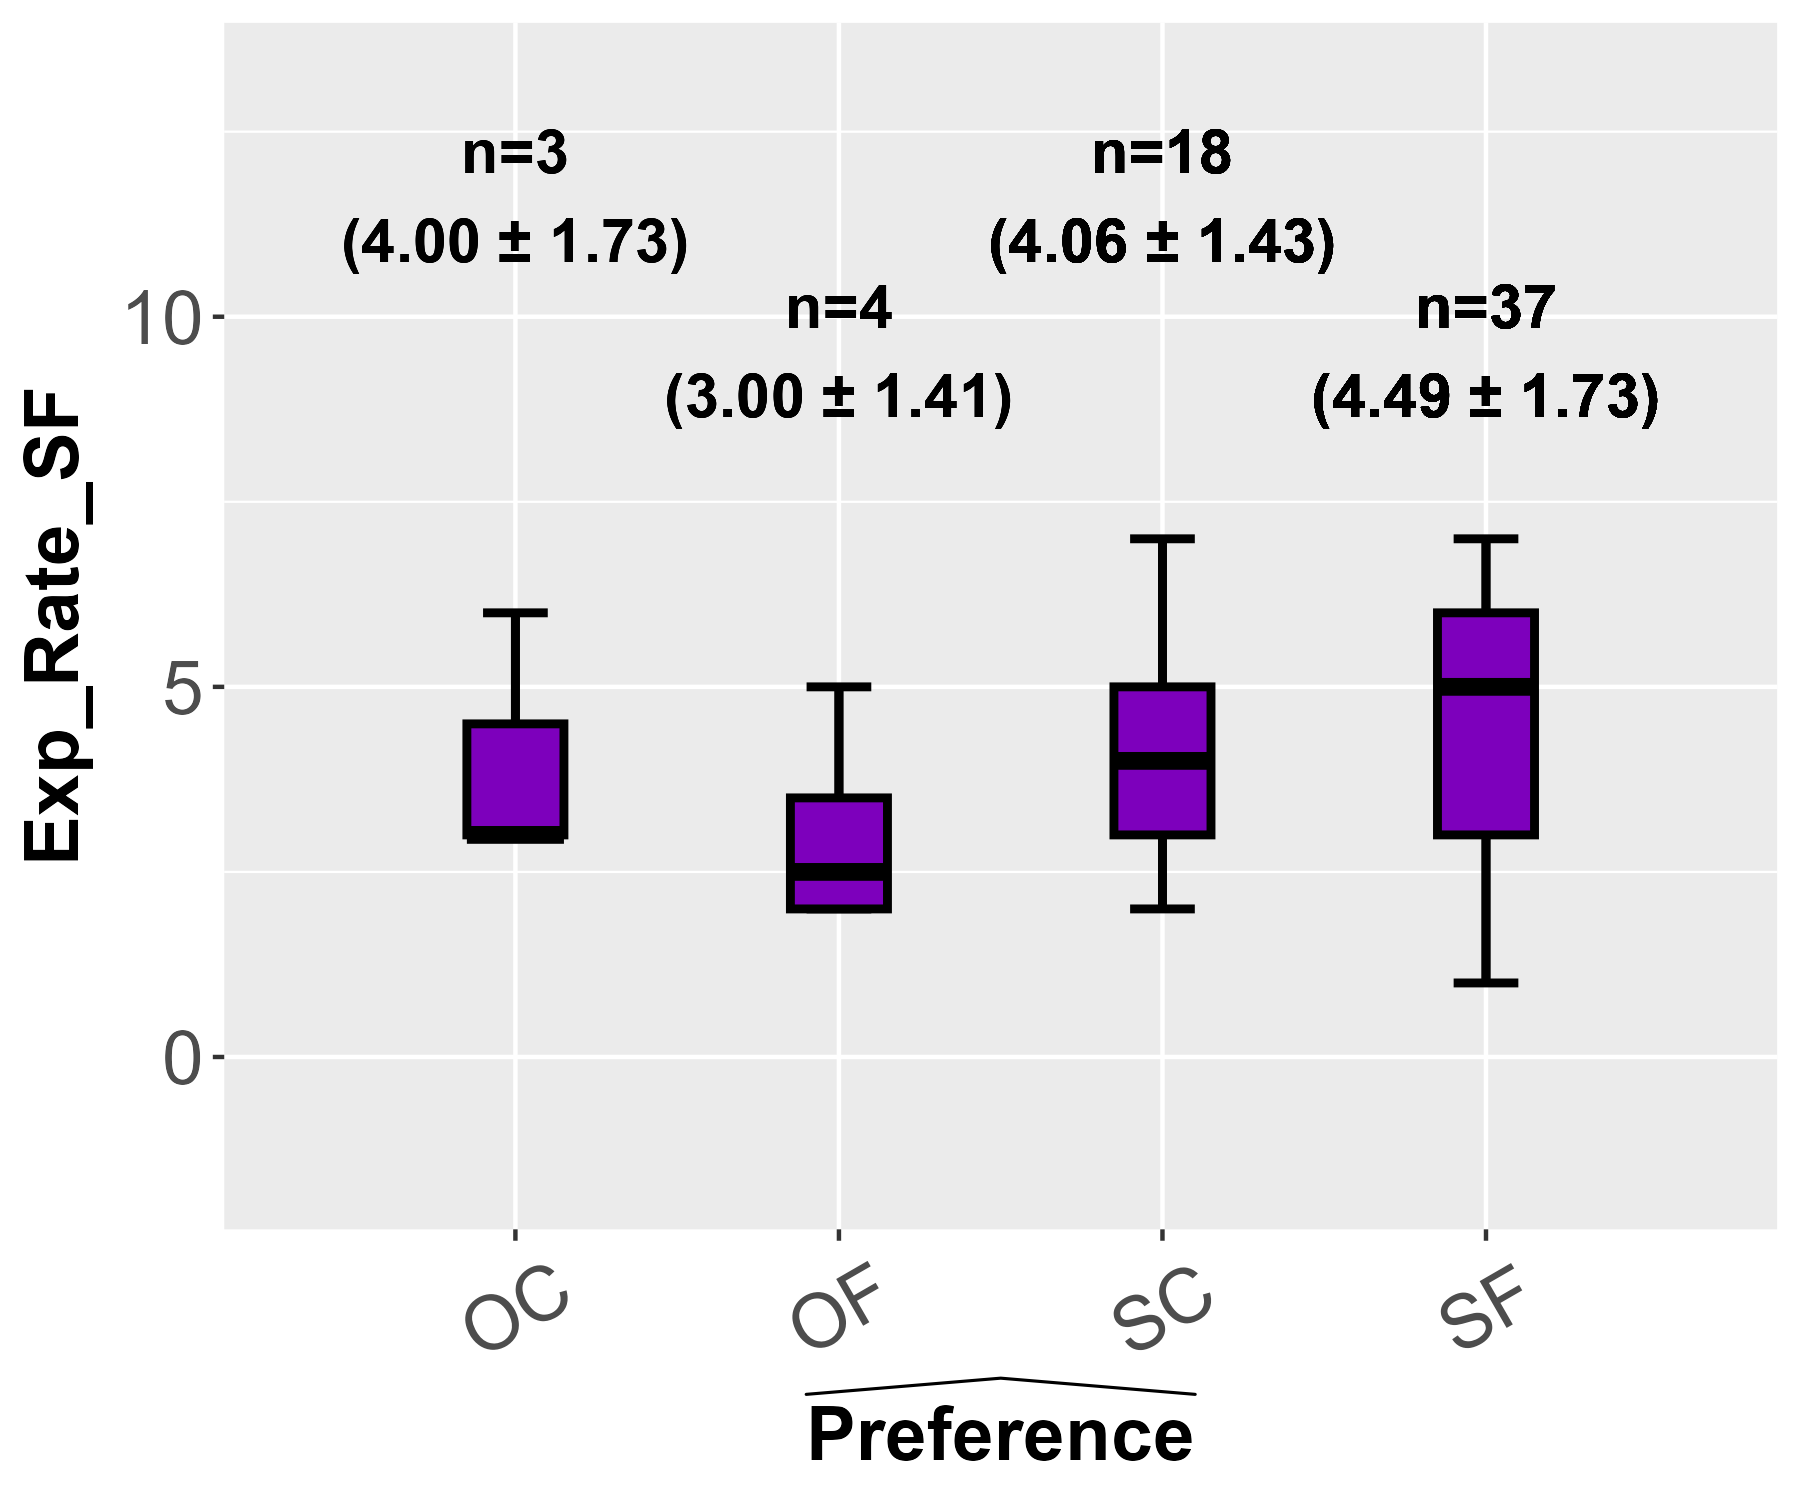 n=3
(4.00 ± 1.73)
n=18
(4.06 ± 1.43)
n=4
(3.00 ± 1.41)
n=37
(4.49 ± 1.73)
10
5
0
Exp_Rate_SF
OC
OF
SC
SF
Preference